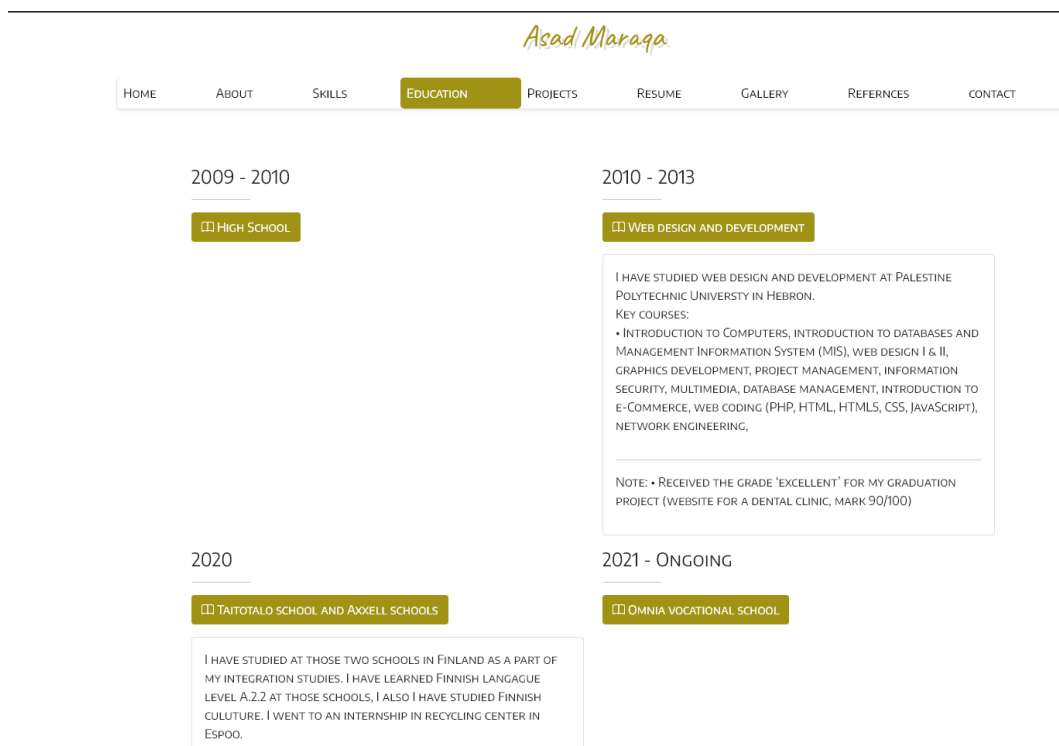 Asad Maraqa
Home About Skills Education Projects Resume Gallery Refernces contact
2009 - 2010
High School
2010 - 2013
Web design and development
I have studied web design and development at Palestine
Polytechnic Universty in Hebron.
Key courses:
• Introduction to Computers, introduction to databases and
Management Information System (MIS), web design I & II,
graphics development, project management, information
security, multimedia, database management, introduction to
e-Commerce, web coding (PHP, HTML, HTML5, CSS, JavaScript),
network engineering,
Note: • Received the grade ‘excellent’ for my graduation
project (website for a dental clinic, mark 90/100)
2020
Taitotalo school and Axxell schools
I have studied at those two schools in Finland as a part of
my integration studies. I have learned Finnish langague
level A.2.2 at those schools, I also I have studied Finnish
culuture. I went to an internship in recycling center in
Espoo.
2021 - Ongoing
Omnia vocational school